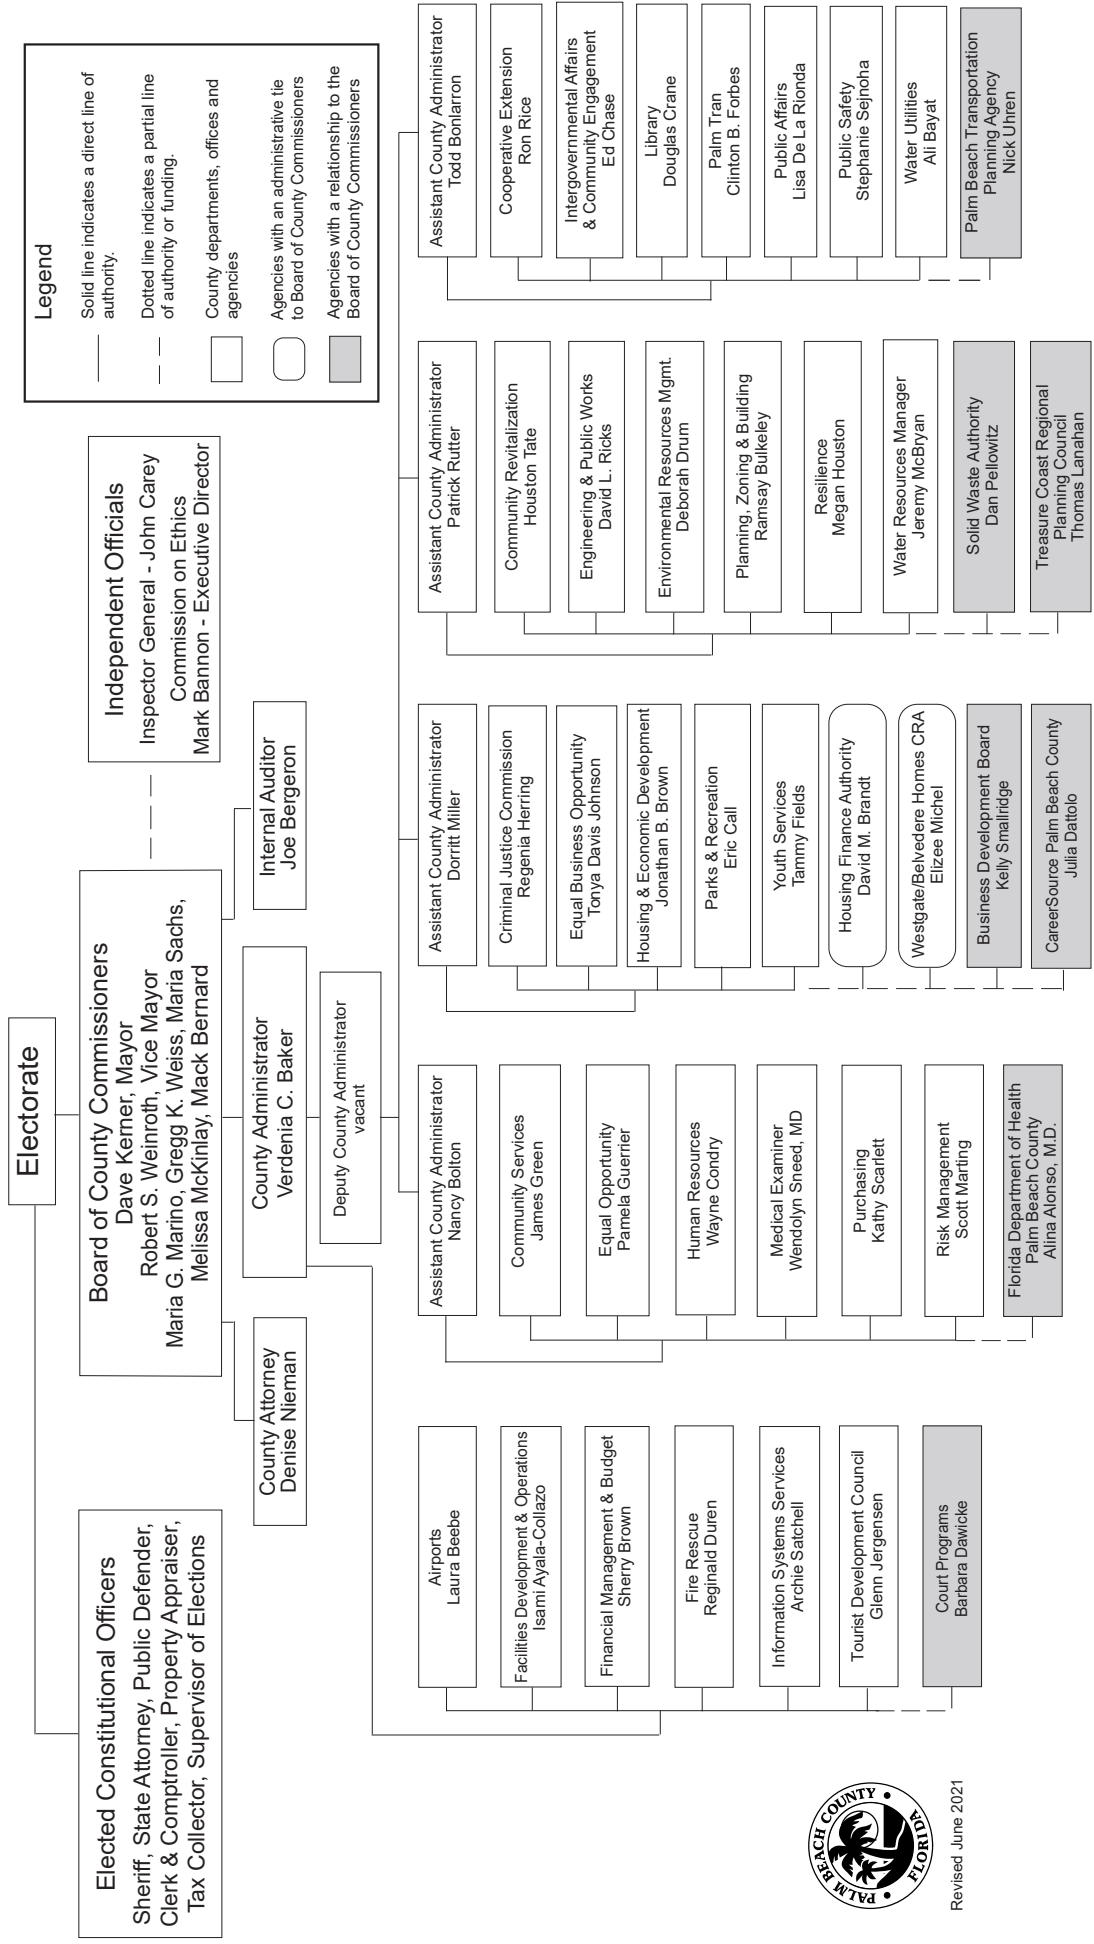 Electorate
Elected Constitutional Officers
Sheriff, State Attorney, Public Defender,
Clerk & Comptroller, Property Appraiser,
Tax Collector, Supervisor of Elections
Board of County Commissioners
Dave Kerner, Mayor
Robert S. Weinroth, Vice Mayor
Maria G. Marino, Gregg K. Weiss, Maria Sachs,
Melissa McKinlay, Mack Bernard
Independent Officials
Inspector General - John Carey
Commission on Ethics
Mark Bannon - Executive Director
Legend
Solid line indicates a direct line of
authority.
Dotted line indicates a partial line
of authority or funding.
County departments, offices and
agencies
Agencies with an administrative tie
to Board of County Commissioners
Agencies with a relationship to the
Board of County Commissioners
County Attorney
Denise Nieman
County Administrator
Verdenia C. Baker
Internal Auditor
Joe Bergeron
Deputy County Administrator
vacant
Airports
Laura Beebe
Facilities Development & Operations
Isami Ayala-Collazo
Financial Management & Budget
Sherry Brown
Fire Rescue
Reginald Duren
Information Systems Services
Archie Satchell
Tourist Development Council
Glenn Jergensen
Court Programs
Barbara Dawicke
Assistant County Administrator
Nancy Bolton
Community Services
James Green
Equal Opportunity
Pamela Guerrier
Human Resources
Wayne Condry
Medical Examiner
Wendolyn Sneed, MD
Purchasing
Kathy Scarlett
Risk Management
Scott Marting
Florida Department of Health
Palm Beach County
Alina Alonso, M.D.
Assistant County Administrator
Dorritt Miller
Criminal Justice Commission
Regenia Herring
Equal Business Opportunity
Tonya Davis Johnson
Housing & Economic Development
Jonathan B. Brown
Parks & Recreation
Eric Call
Youth Services
Tammy Fields
Housing Finance Authority
David M. Brandt
Westgate/Belvedere Homes CRA
Elizee Michel
Business Development Board
Kelly Smallridge
CareerSource Palm Beach County
Julia Dattolo
Assistant County Administrator
Patrick Rutter
Community Revitalization
Houston Tate
Engineering & Public Works
David L. Ricks
Environmental Resources Mgmt.
Deborah Drum
Planning, Zoning & Building
Ramsay Bulkeley
Resilience
Megan Houston
Water Resources Manager
Jeremy McBryan
Solid Waste Authority
Dan Pellowitz
Treasure Coast Regional
Planning Council
Thomas Lanahan
Assistant County Administrator
Todd Bonlarron
Cooperative Extension
Ron Rice
Intergovernmental Affairs
& Community Engagement
Ed Chase
Library
Douglas Crane
Palm Tran
Clinton B. Forbes
Public Affairs
Lisa De La Rionda
Public Safety
Stephanie Sejnoha
Water Utilities
Ali Bayat
Palm Beach Transportation
Planning Agency
Nick Uhren
PALM BEACH COUNTY
FLORIDA
Revised June 2021